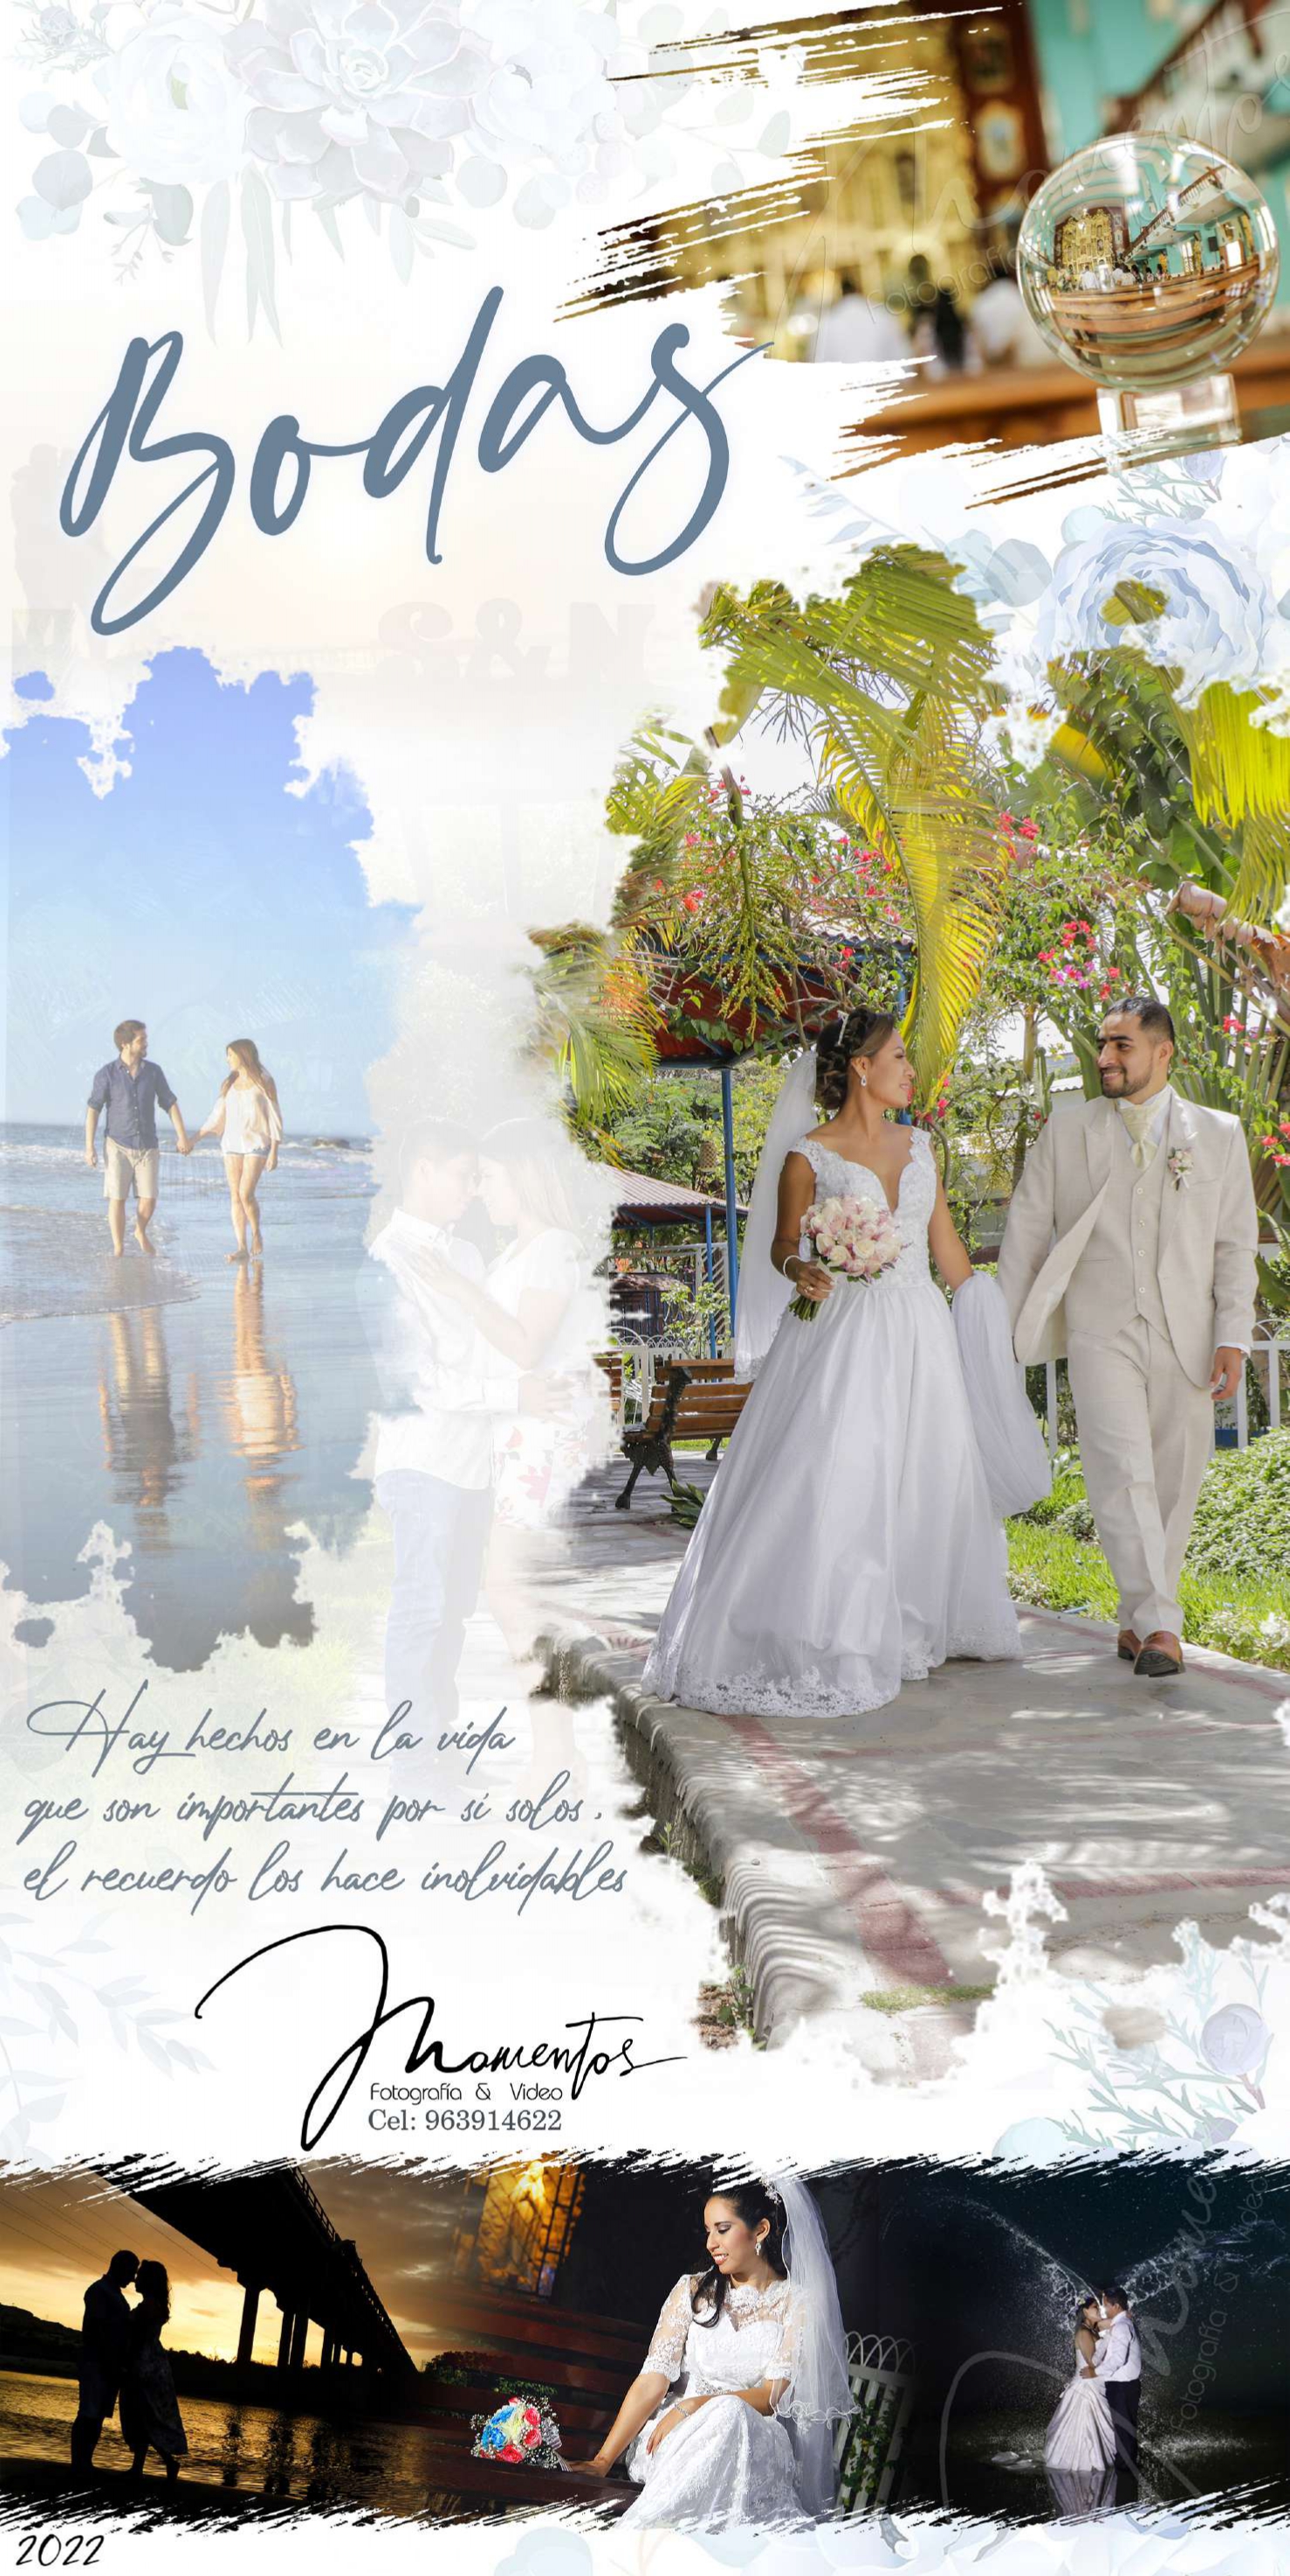 Bodas
S & N
Hay hechos en la vida
que son importantes por si solos,
el recuerdo los hace inolvidables
Momentos
Fotografía & Video
Cel: 963914622
2022